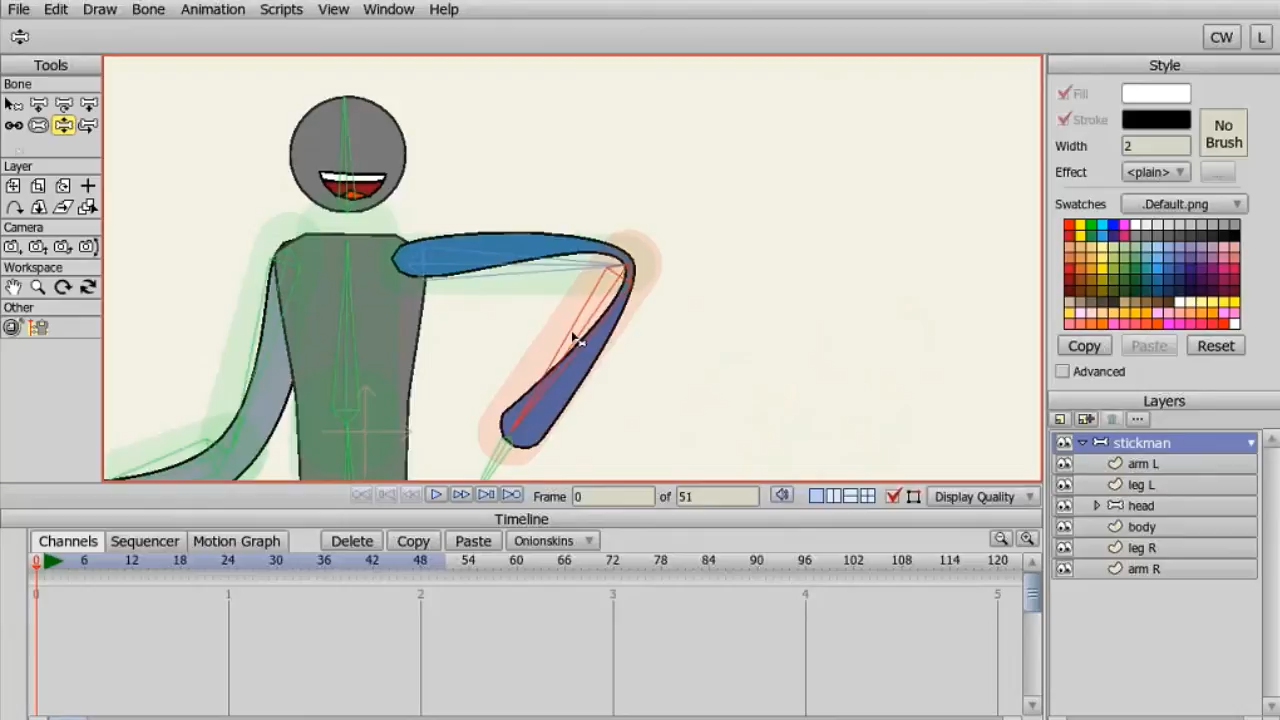 File Edit Draw Bone Animation Scripts View Window Help
CW L
Tools
Bone
Layer
Camera
Workspace
Other
Style
Fill
Stroke
No
Brush
Width 2
Effect <plain> ...
Swatches .Default.png
Copy Paste Reset
Advanced
Layers
stickman
arm L
leg L
head
body
leg R
arm R
Frame 0 of 51 Display Quality
Timeline
Channels Sequencer Motion Graph Delete Copy Paste Onionskins
0 6 12 18 24 30 36 42 48 54 60 66 72 78 84 90 96 102 108 114 120
0 1 2 3 4 5